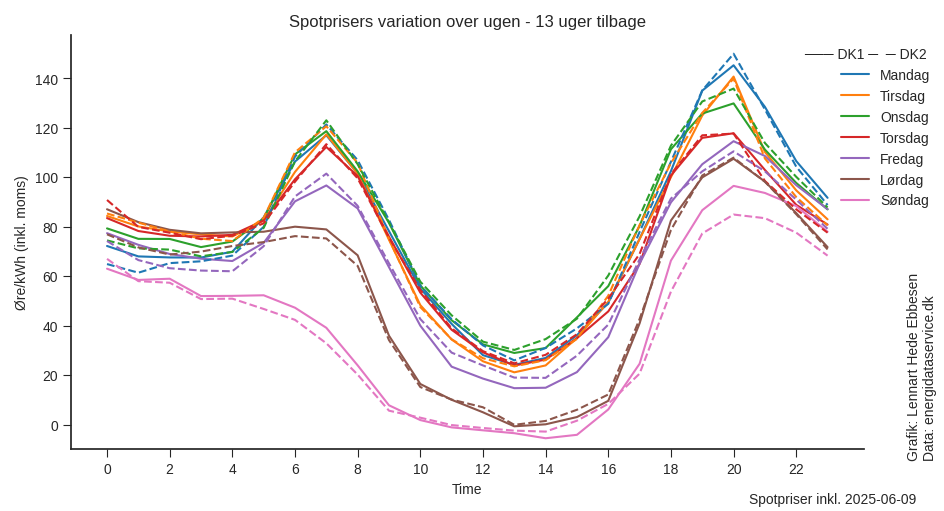 Spotprisers variation over ugen - 13 uger tilbage
DK1 DK2
Mandag
Tirsdag
Onsdag
Torsdag
Fredag
Lørdag
Søndag
Øre/kWh (inkl. moms)
140
120
100
80
60
40
20
0
0 2 4 6 8 10 12 14 16 18 20 22
Time
Grafik: Lennart Hede Ebbesen
Data: energidataservice.dk
Spotpriser inkl. 2025-06-09